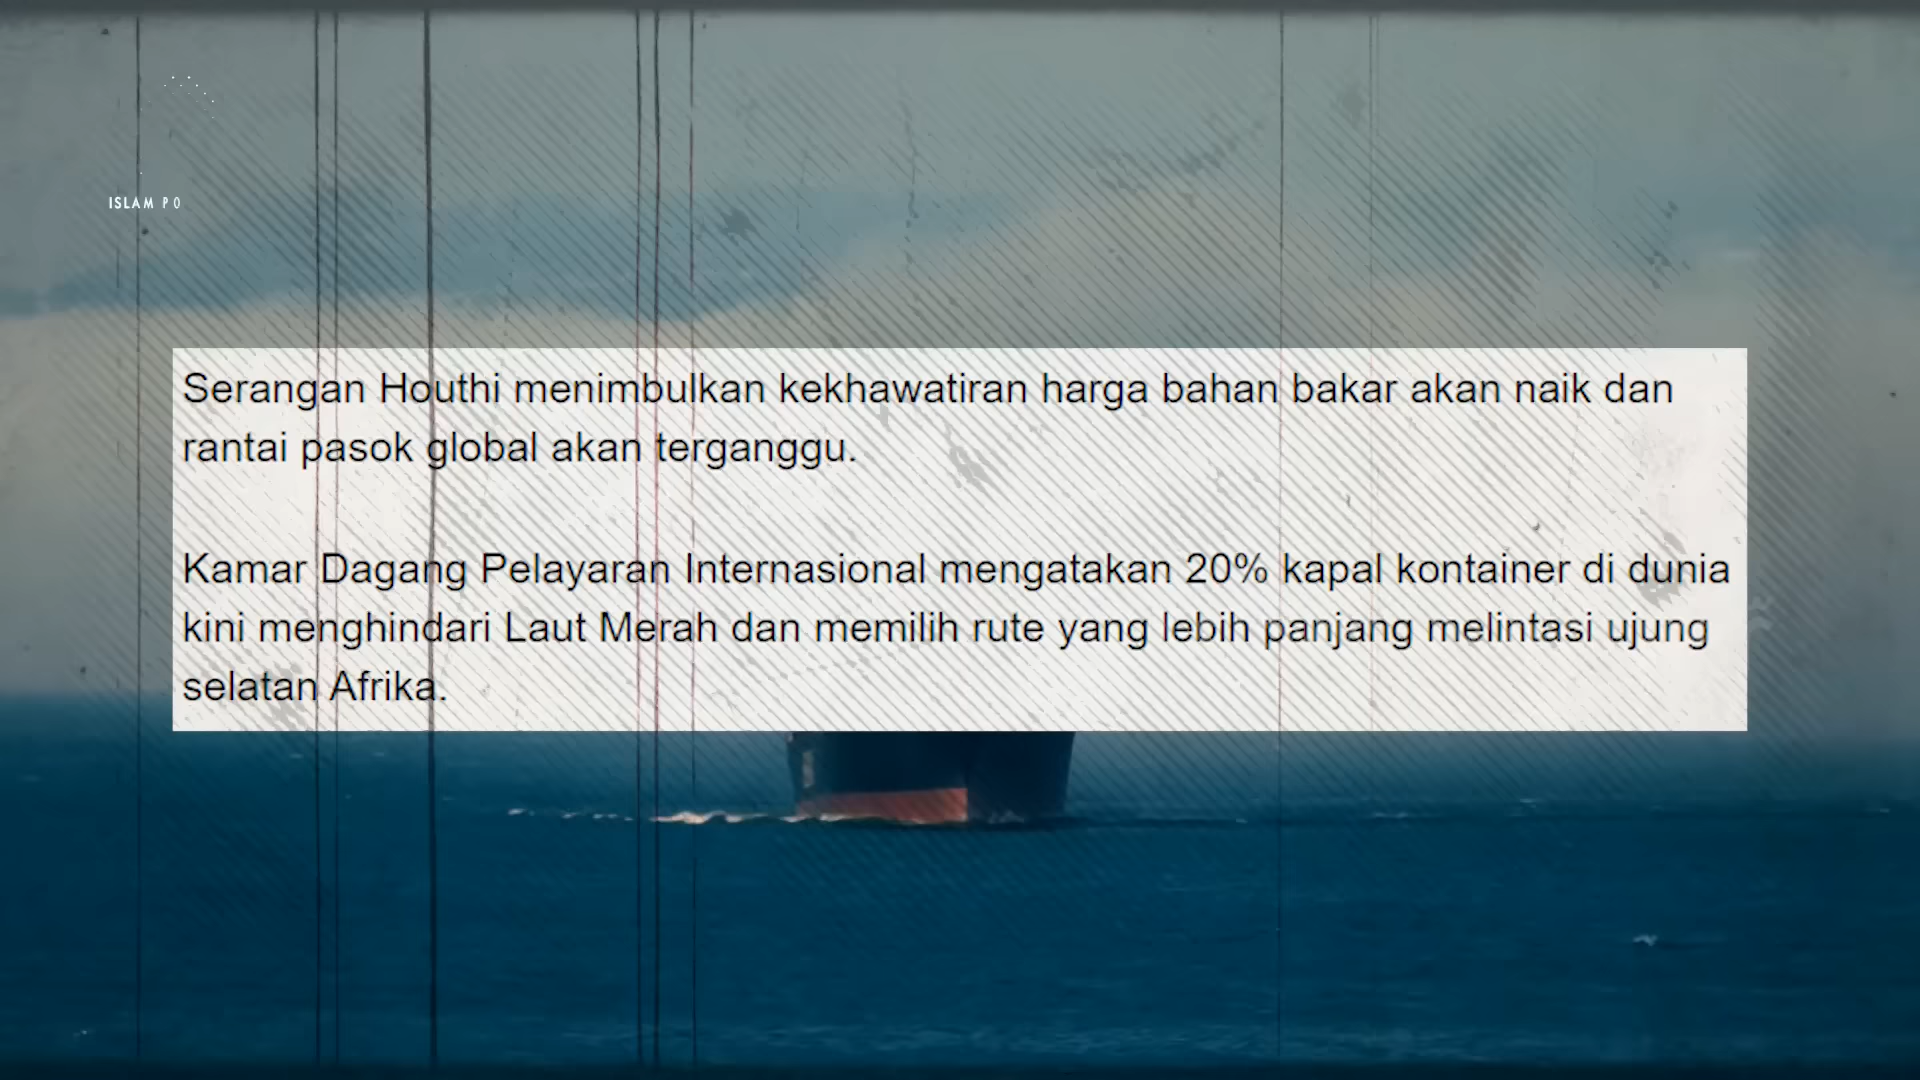 ISLAM PO
Serangan Houthi menimbulkan kekhawatiran harga bahan bakar akan naik dan
rantai pasok global akan terganggu.
Kamar Dagang Pelayaran Internasional mengatakan 20% kapal kontainer di dunia
kini menghindari Laut Merah dan memilih rute yang lebih panjang melintasi ujung
selatan Afrika.